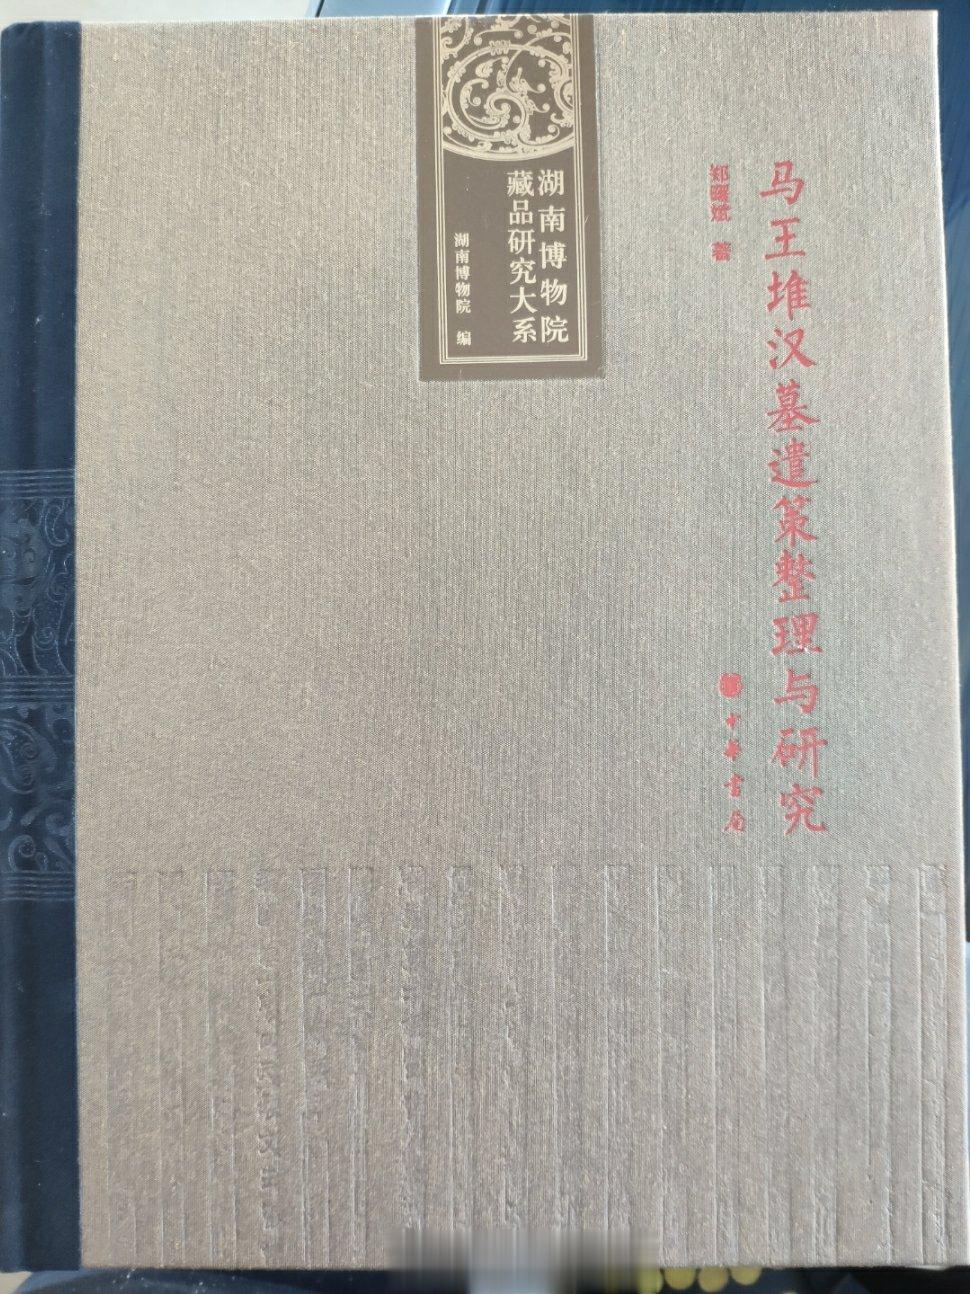 马王堆汉墓遣策整理与研究
郑曙斌 著
中华书局
湖南博物院
藏品研究大系
湖南博物院 编